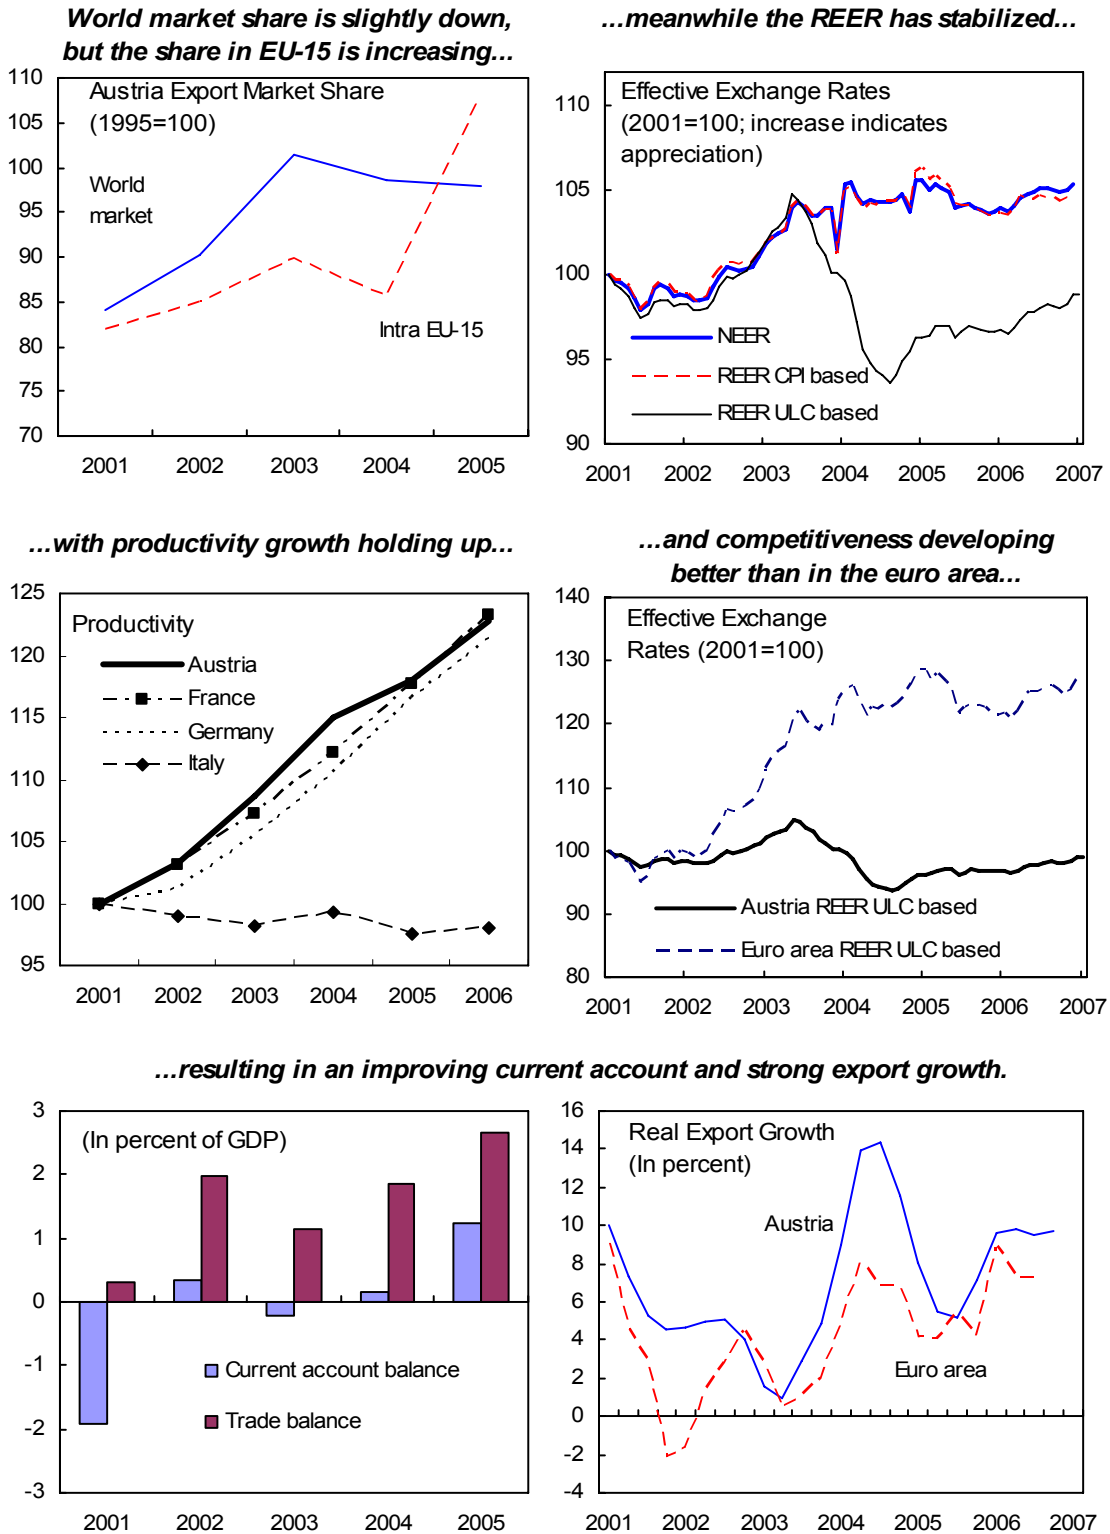 World market share is slightly down,
but the share in EU-15 is increasing...
110
105
100
95
90
85
80
75
70
Austria Export Market Share
(1995=100)
World
market
Intra EU-15
2001 2002 2003 2004 2005
...meanwhile the REER has stabilized...
110
105
100
95
90
Effective Exchange Rates
(2001=100; increase indicates
appreciation)
NEER
REER CPI based
REER ULC based
2001 2002 2003 2004 2005 2006 2007
...with productivity growth holding up...
125
120
115
110
105
100
95
Productivity
Austria
France
Germany
Italy
2001 2002 2003 2004 2005 2006
...and competitiveness developing
better than in the euro area...
140
130
120
110
100
90
80
Effective Exchange
Rates (2001=100)
Austria REER ULC based
Euro area REER ULC based
2001 2002 2003 2004 2005 2006 2007
...resulting in an improving current account and strong export growth.
3
2
1
0
-1
-2
-3
(In percent of GDP)
Current account balance
Trade balance
2001 2002 2003 2004 2005
16
14
12
10
8
6
4
2
0
-2
-4
Real Export Growth
(In percent)
Austria
Euro area
2001 2002 2003 2004 2005 2006 2007